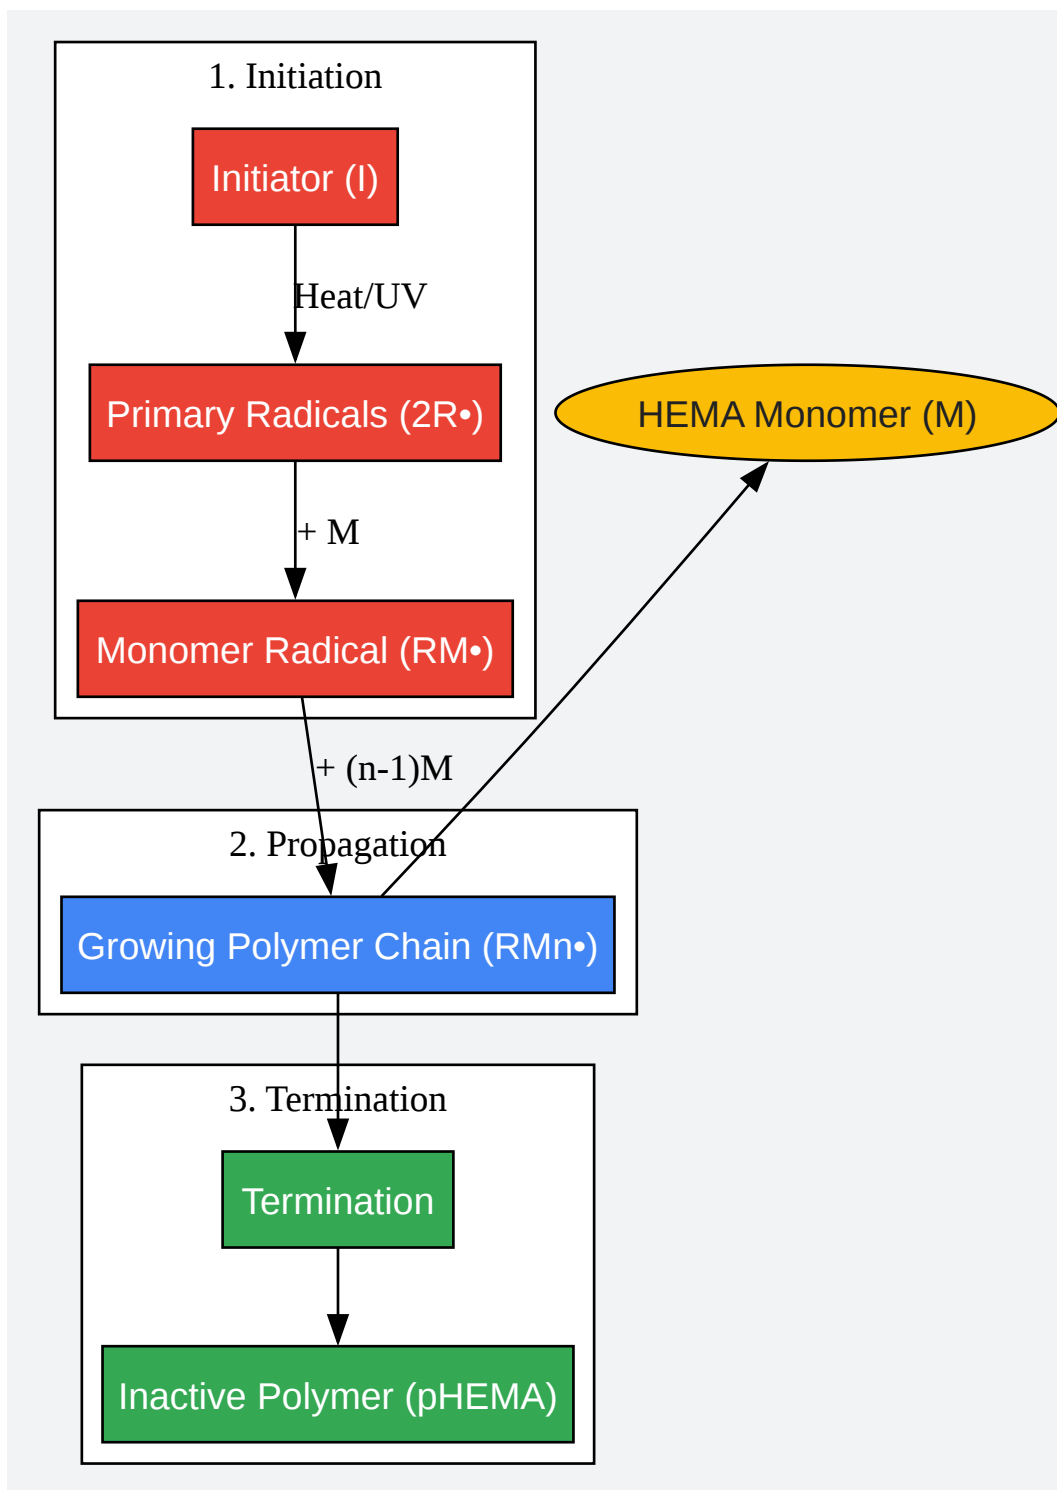 1. Initiation
Initiator (I)
Heat/UV
Primary Radicals (2R•)
HEMA Monomer (M)
+ M
Monomer Radical (RM•)
+ (n-1)M
2. Propagation
Growing Polymer Chain (RMn•)
3. Termination
Termination
Inactive Polymer (pHEMA)